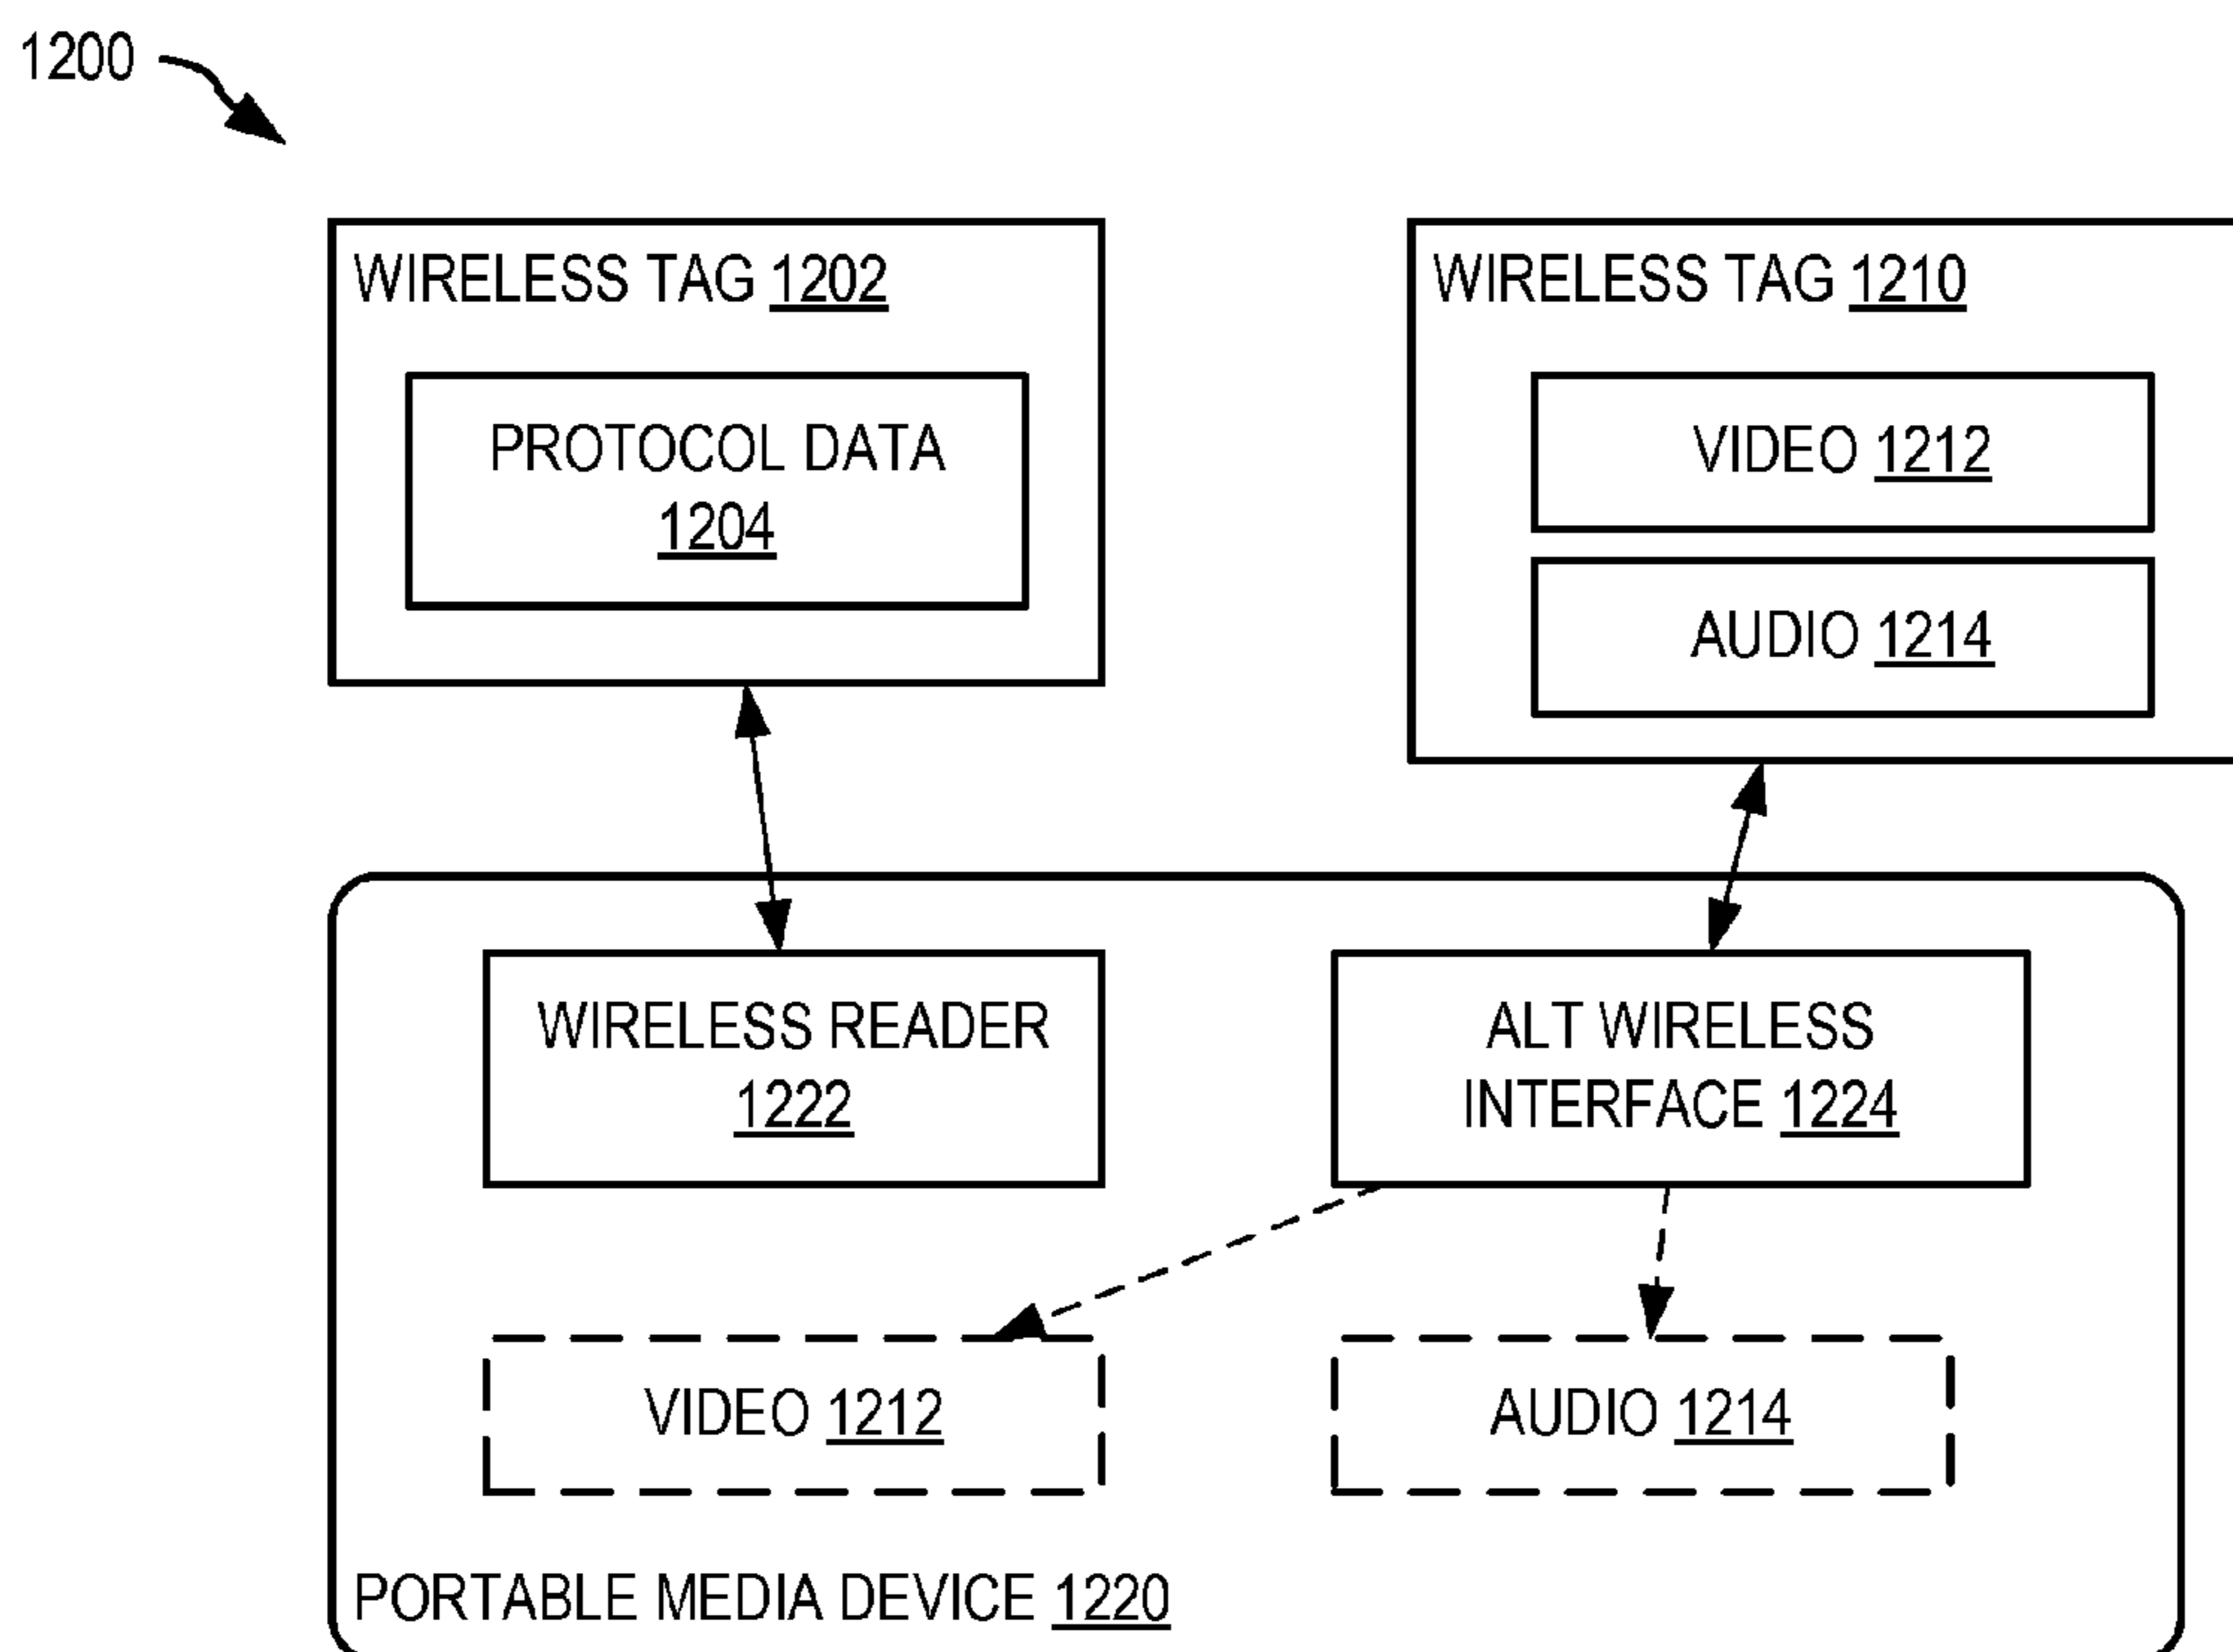 1200
WIRELESS TAG 1202
PROTOCOL DATA
1204
WIRELESS TAG 1210
VIDEO 1212
AUDIO 1214
WIRELESS READER
1222
ALT WIRELESS
INTERFACE 1224
VIDEO 1212
AUDIO 1214
PORTABLE MEDIA DEVICE 1220